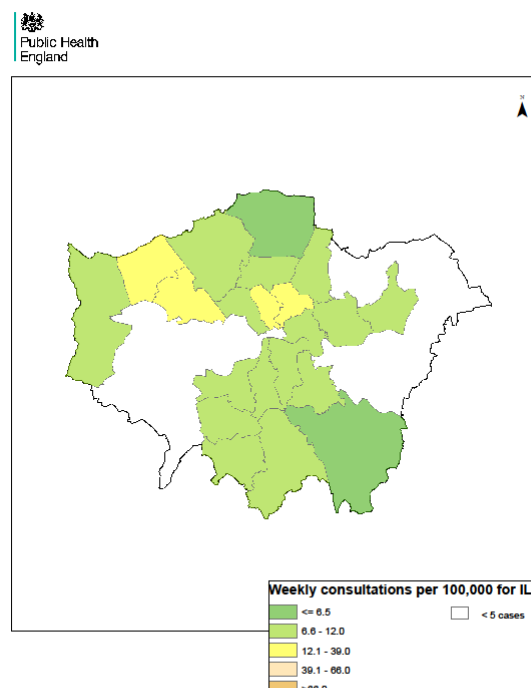 Public Health
England
N
Weekly consultations per 100,000 for IL
<= 6.5
< 5 cases
6.6 - 12.0
12.1 - 39.0
39.1 - 66.0